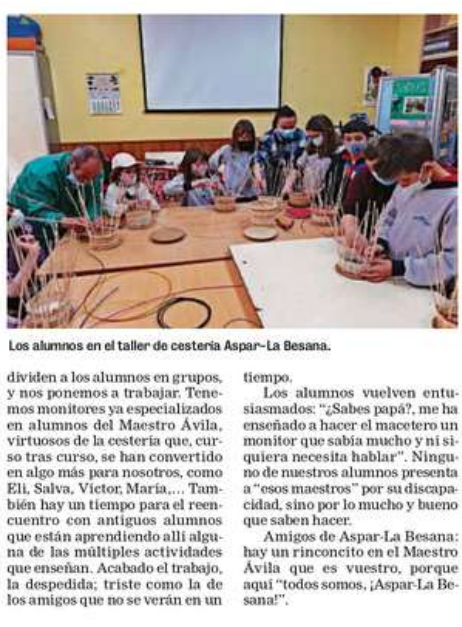 Los alumnos en el taller de cestería Aspar-La Besana.
dividen a los alumnos en grupos,
y nos ponemos a trabajar. Tene-
mos monitores ya especializados
en alumnos del Maestro Ávila,
virtuosos de la cestería que, cur-
so tras curso, se han convertido
en algo más para nosotros, como
Eli, Salva, Víctor, María,... Tam-
bién hay un tiempo para el reen-
cuentro con antiguos alumnos
que están aprendiendo allí algu-
na de las múltiples actividades
que enseñan. Acabado el trabajo,
la despedida; triste como la de
los amigos que no se verán en un
tiempo.
Los alumnos vuelven entu-
siasmados: “¿Sabes papá?, me ha
enseñado a hacer el macetero un
monitor que sabía mucho y ni si-
quiera necesita hablar”. Ningu-
no de nuestros alumnos presenta
a “esos maestros” por su discapa-
cidad, sino por lo mucho y bueno
que saben hacer.
Amigos de Aspar-La Besana:
hay un rinconcito en el Maestro
Ávila que es vuestro, porque
aquí “todos somos, ¡Aspar-La Be-
sana!”.